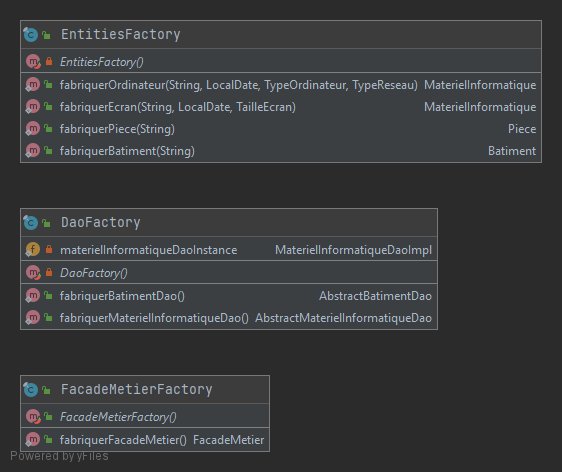 EntitiesFactory
EntitiesFactory()
fabriquerOrdinateur(String, LocalDate, TypeOrdinateur, TypeReseau) MaterielInformatique
fabriquerEcran(String, LocalDate, TailleEcran) MaterielInformatique
fabriquerPiece(String) Piece
fabriquerBatiment(String) Batiment
DaoFactory
materielInformatiqueDaoInstance MaterielInformatiqueDaoImpl
DaoFactory()
fabriquerBatimentDao() AbstractBatimentDao
fabriquerMaterielInformatiqueDao() AbstractMaterielInformatiqueDao
FacadeMetierFactory
FacadeMetierFactory()
fabriquerFacadeMetier() FacadeMetier
Powered by yFiles